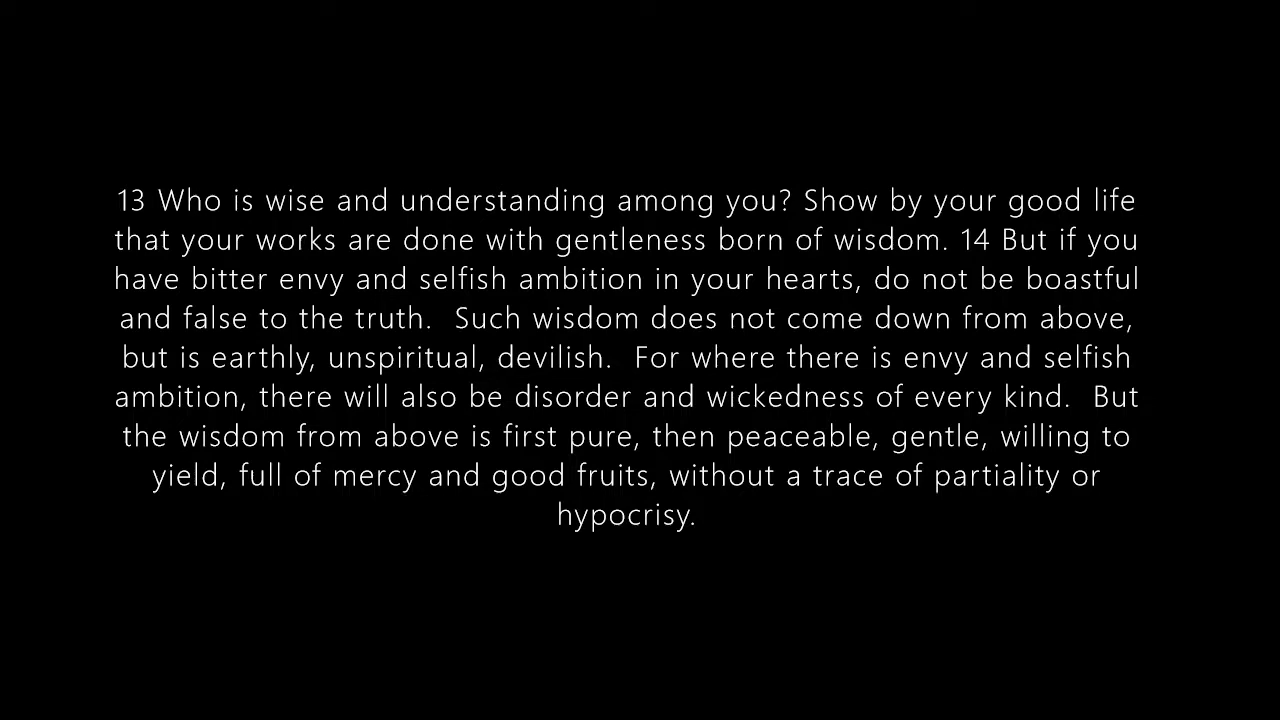 13 Who is wise and understanding among you? Show by your good life
that your works are done with gentleness born of wisdom. 14 But if you
have bitter envy and selfish ambition in your hearts, do not be boastful
and false to the truth.  Such wisdom does not come down from above,
but is earthly, unspiritual, devilish.  For where there is envy and selfish
ambition, there will also be disorder and wickedness of every kind.  But
the wisdom from above is first pure, then peaceable, gentle, willing to
yield, full of mercy and good fruits, without a trace of partiality or
hypocrisy.